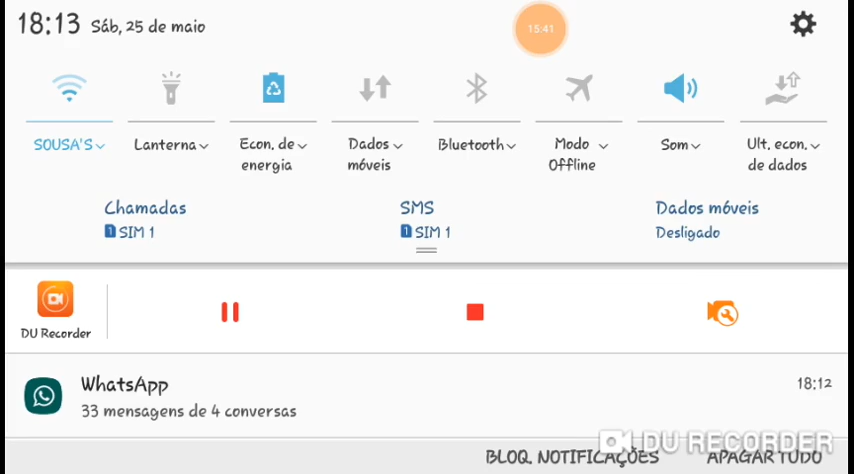 18:13 Sáb, 25 de maio
15:41
SOUSA'S
Lanterna
Econ. de
energia
Dados
móveis
Bluetooth
Modo
Offline
Som
Ult. econ.
de dados
Chamadas
1 SIM 1
SMS
1 SIM 1
Dados móveis
Desligado
DU Recorder
WhatsApp
18:12
33 mensagens de 4 conversas
DU RECORDER
BLOQ. NOTIFICAÇÕES
APAGAR TUDO